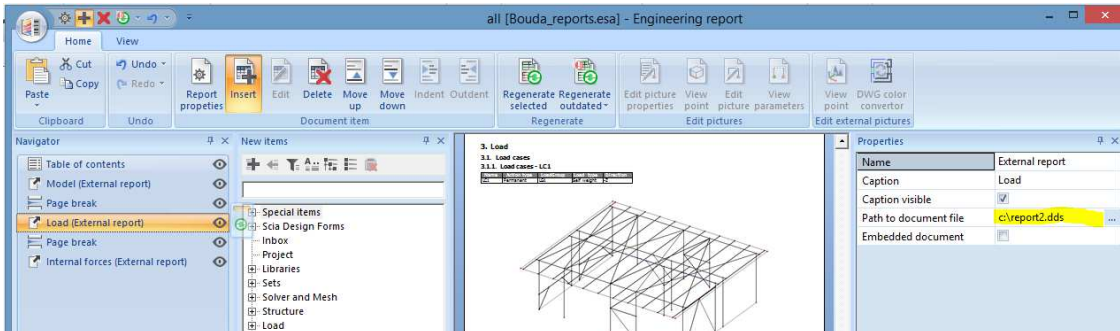 all [Bouda_reports.esa] - Engineering report
Home View
Cut
Copy
Paste
Clipboard
Undo
Redo
Undo
Report propeties
Insert
Edit
Delete
Move up
Move down
Indent
Outdent
Document item
Regenerate selected
Regenerate outdated
Regenerate
Edit picture properties
View point
Edit picture
View parameters
Edit pictures
View point
DWG color convertor
Edit external pictures
Navigator
Table of contents
Model (External report)
Page break
Load (External report)
Page break
Internal forces (External report)
New items
Special items
Scia Design Forms
Inbox
Project
Libraries
Sets
Solver and Mesh
Structure
Load
3. Load
3.1. Load cases
3.1.1. Load cases - LC1
LC1 Permanent LG1 Self weight -Z
Properties
Name External report
Caption Load
Caption visible
Path to document file c:\report2.dds ...
Embedded document